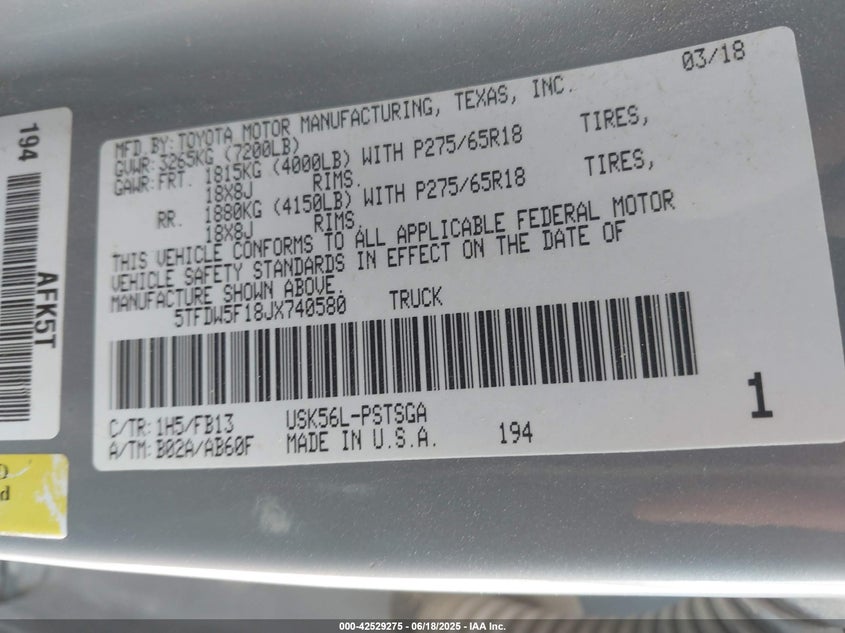 194
AFK5T
03/18
MFD.BY:TOYOTA MOTOR MANUFACTURING, TEXAS, INC.
GVWR:3265KG (7200LB)
GAWR:FRT. 1815KG (4000LB) WITH P275/65R18 TIRES,
18X8J RIMS.
RR. 1880KG (4150LB) WITH P275/65R18 TIRES,
18X8J RIMS.
THIS VEHICLE CONFORMS TO ALL APPLICABLE FEDERAL MOTOR
VEHICLE SAFETY STANDARDS IN EFFECT ON THE DATE OF
MANUFACTURE SHOWN ABOVE.
5TFDW5F18JX740580 TRUCK
C/TR:1H5/FB13 USK56L-PSTSGA
A/TM:B02A/AB60F MADE IN U.S.A. 194
1
000-42529275 - 06/18/2025 - IAA Inc.